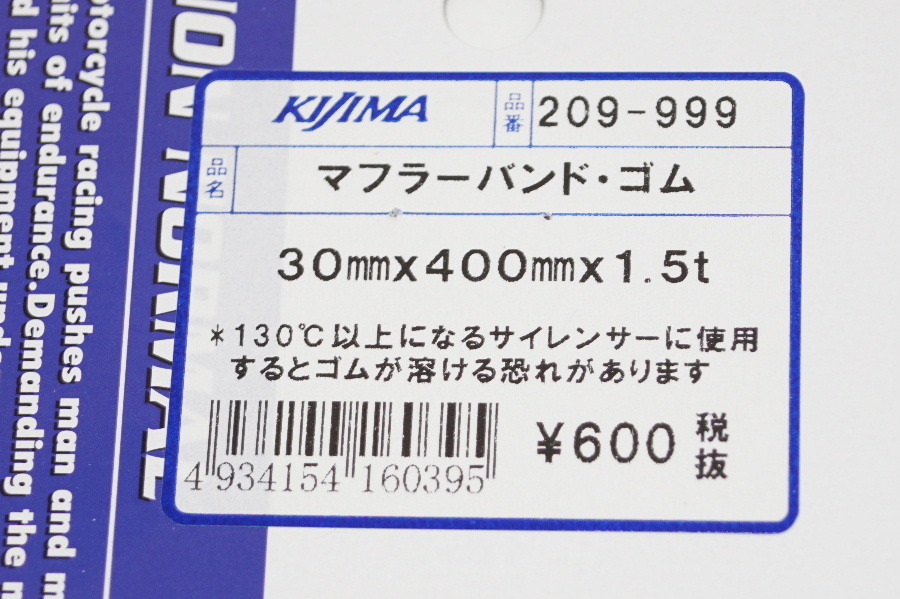 KIJIMA 品番 209-999
品名 マフラーバンド・ゴム
30mmx400mmx1.5t
*130℃以上になるサイレンサーに使用
するとゴムが溶ける恐れがあります
¥600 税抜
4 934154 160395
ION NORMAL
otorcycle racing pushes man and m
its of endurance.Demanding the m
d his equipment unde